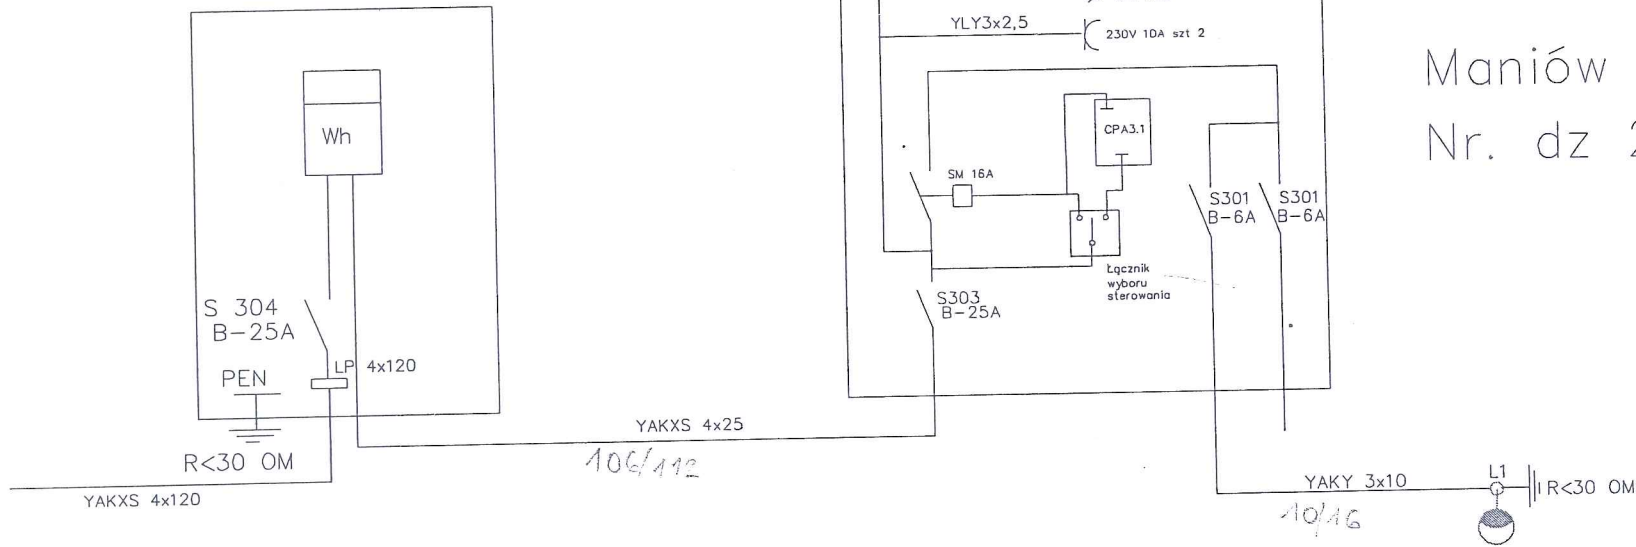 YLY3x2,5
230V 10A szt 2
Maniów
Nr. dz
Wh
CPA3.1
SM 16A
S301
B-6A
S301
B-6A
Łącznik
wyboru
sterowania
S 304
B-25A
S303
B-25A
LP 4x120
PEN
YAKXS 4x25
106/112
R<30 OM
YAKXS 4x120
YAKY 3x10
10/16
L1
R<30 OM